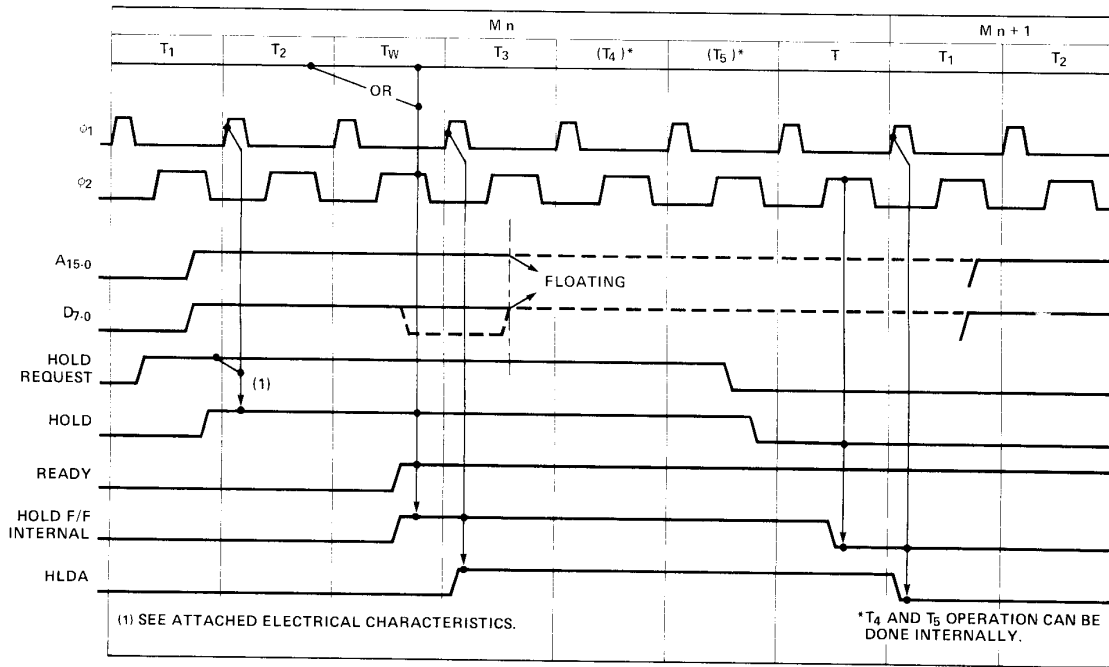 M n
M n + 1
T₁
T₂
T_W
T₃
(T₄)*
(T₅)*
T
T₁
T₂
OR
φ1
φ2
A₁₅₋₀
FLOATING
D₇₋₀
HOLD
REQUEST
(1)
HOLD
READY
HOLD F/F
INTERNAL
HLDA
(1) SEE ATTACHED ELECTRICAL CHARACTERISTICS.
*T₄ AND T₅ OPERATION CAN BE
DONE INTERNALLY.